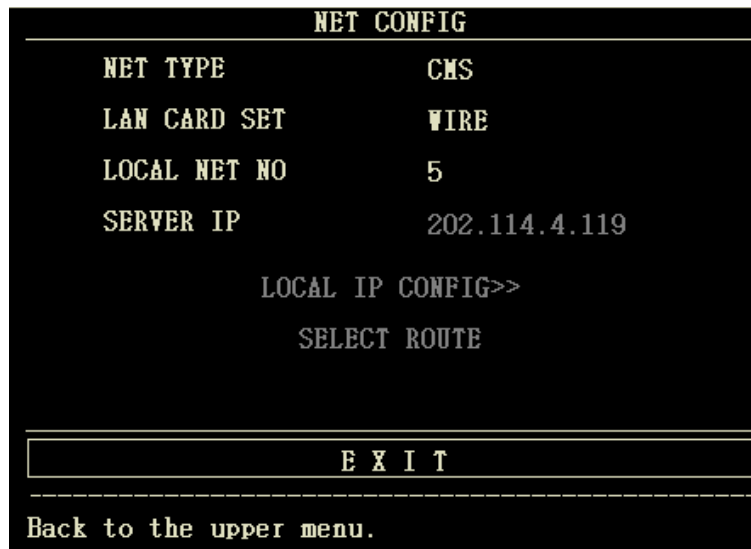 NET CONFIG
NET TYPE CMS
LAN CARD SET WIRE
LOCAL NET NO 5
SERVER IP 202.114.4.119
LOCAL IP CONFIG>>
SELECT ROUTE
E X I T
Back to the upper menu.